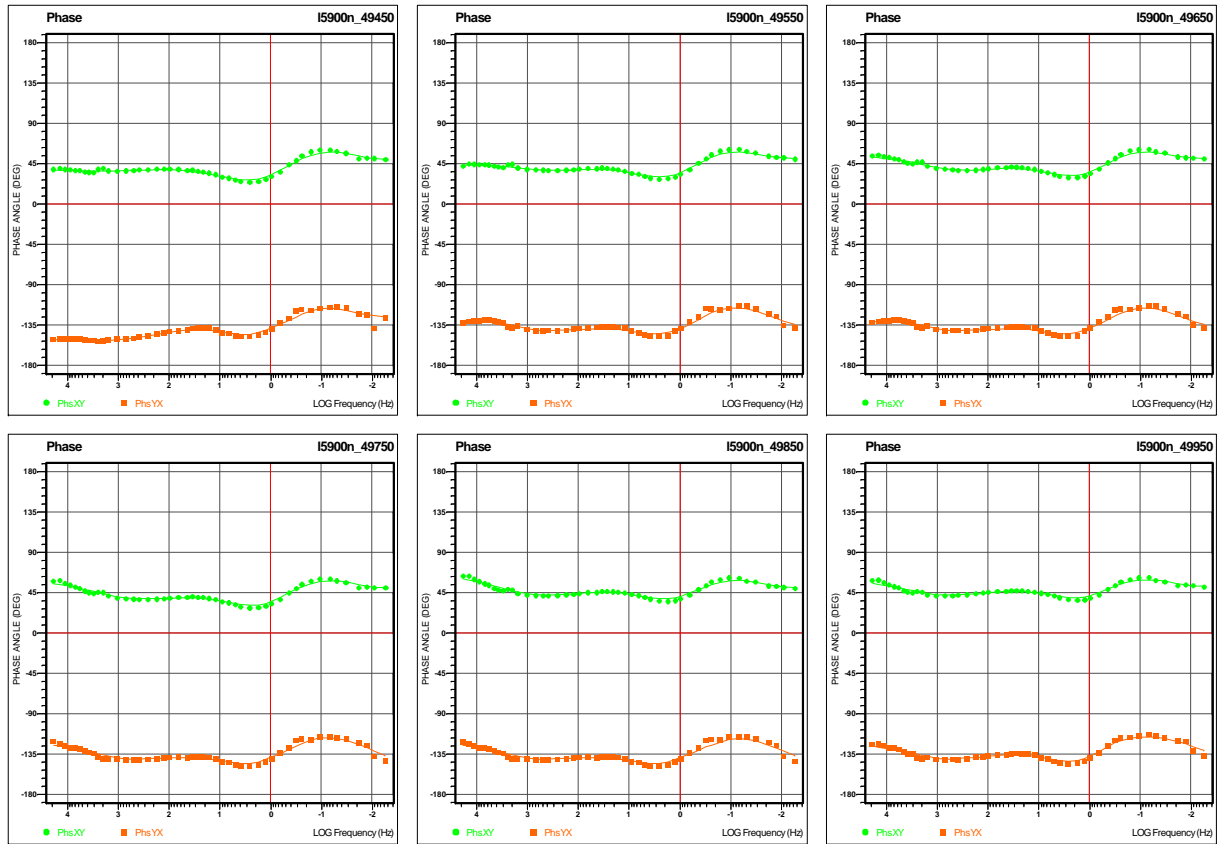 Phase l5900n_49450
180
135
90
45
0
-45
-90
-135
-180
PHASE ANGLE (DEG)
4 3 2 1 0 -1 -2
PhsXY PhsYX LOG Frequency (Hz)
Phase l5900n_49550
180
135
90
45
0
-45
-90
-135
-180
PHASE ANGLE (DEG)
4 3 2 1 0 -1 -2
PhsXY PhsYX LOG Frequency (Hz)
Phase l5900n_49650
180
135
90
45
0
-45
-90
-135
-180
PHASE ANGLE (DEG)
4 3 2 1 0 -1 -2
PhsXY PhsYX LOG Frequency (Hz)
Phase l5900n_49750
180
135
90
45
0
-45
-90
-135
-180
PHASE ANGLE (DEG)
4 3 2 1 0 -1 -2
PhsXY PhsYX LOG Frequency (Hz)
Phase l5900n_49850
180
135
90
45
0
-45
-90
-135
-180
PHASE ANGLE (DEG)
4 3 2 1 0 -1 -2
PhsXY PhsYX LOG Frequency (Hz)
Phase l5900n_49950
180
135
90
45
0
-45
-90
-135
-180
PHASE ANGLE (DEG)
4 3 2 1 0 -1 -2
PhsXY PhsYX LOG Frequency (Hz)